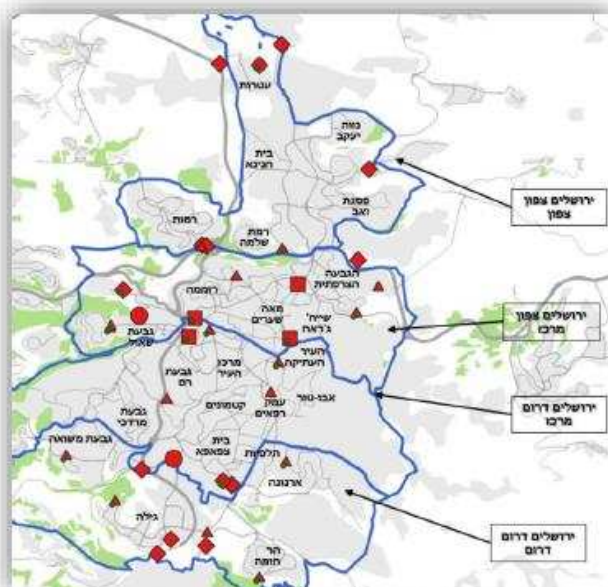 עטרות
נווה
יעקב
בית
חנינא
פסגת
זאב
רמות
רמת
שלמה
הגבעה
הצרפתית
רוממה
מאה
שערים
שייח'
ג'ראח
גבעת
שאול
העיר
העתיקה
מרכז
העיר
גבעת
רם
קטמונים
עמק
רפאים
אבו-טור
גבעת
מרדכי
גבעת משואה
בית
צפאפא
תלפיות
ארנונה
גילה
הר
חומה
ירושלים צפון
צפון
ירושלים צפון
מרכז
ירושלים דרום
מרכז
ירושלים דרום
דרום